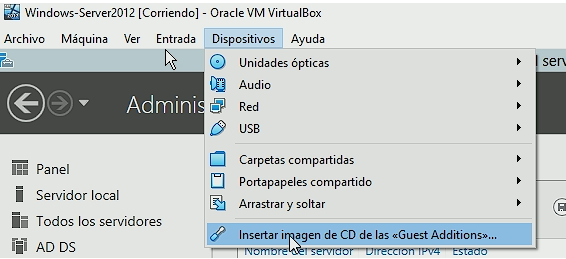 Windows-Server2012 [Corriendo] - Oracle VM VirtualBox
Archivo Máquina Ver Entrada Dispositivos Ayuda
Unidades ópticas
Audio
Red
USB
Carpetas compartidas
Portapapeles compartido
Arrastrar y soltar
Insertar imagen de CD de las «Guest Additions»...
Adminis
Panel
Servidor local
Todos los servidores
AD DS
Nombre del servidor Dirección IPv4 Estado